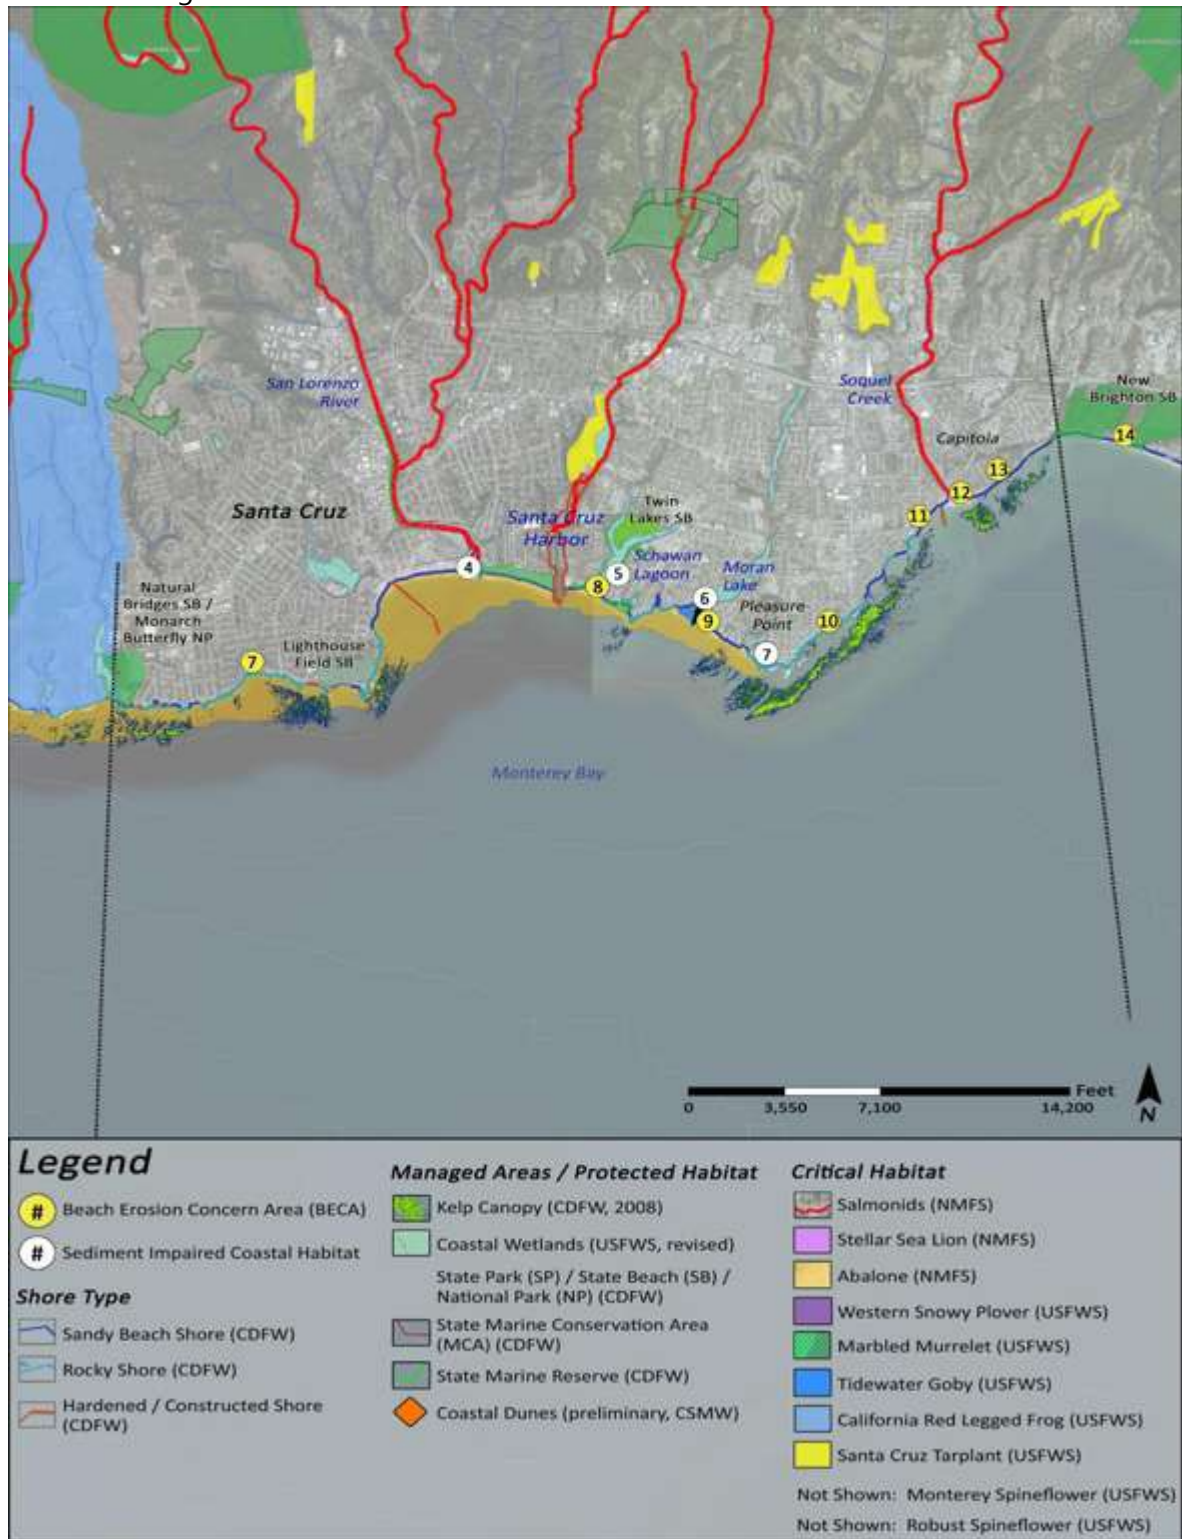 San Lorenzo
River
Soquel
Creek
New
Brighton SB
14
Capitola
13
12
11
Santa Cruz
Santa Cruz
Harbor
Twin
Lakes SB
4
8
5
Schawan
Lagoon
Moran
Lake
6
9
Pleasure
Point
10
7
Natural
Bridges SB /
Monarch
Butterfly NP
7
Lighthouse
Field SB
Monterey Bay
Feet
0 3,550 7,100 14,200
N
Legend
# Beach Erosion Concern Area (BECA)
# Sediment Impaired Coastal Habitat
Shore Type
Sandy Beach Shore (CDFW)
Rocky Shore (CDFW)
Hardened / Constructed Shore
(CDFW)
Managed Areas / Protected Habitat
Kelp Canopy (CDFW, 2008)
Coastal Wetlands (USFWS, revised)
State Park (SP) / State Beach (SB) /
National Park (NP) (CDFW)
State Marine Conservation Area
(MCA) (CDFW)
State Marine Reserve (CDFW)
Coastal Dunes (preliminary, CSMW)
Critical Habitat
Salmonids (NMFS)
Stellar Sea Lion (NMFS)
Abalone (NMFS)
Western Snowy Plover (USFWS)
Marbled Murrelet (USFWS)
Tidewater Goby (USFWS)
California Red Legged Frog (USFWS)
Santa Cruz Tarplant (USFWS)
Not Shown: Monterey Spineflower (USFWS)
Not Shown: Robust Spineflower (USFWS)